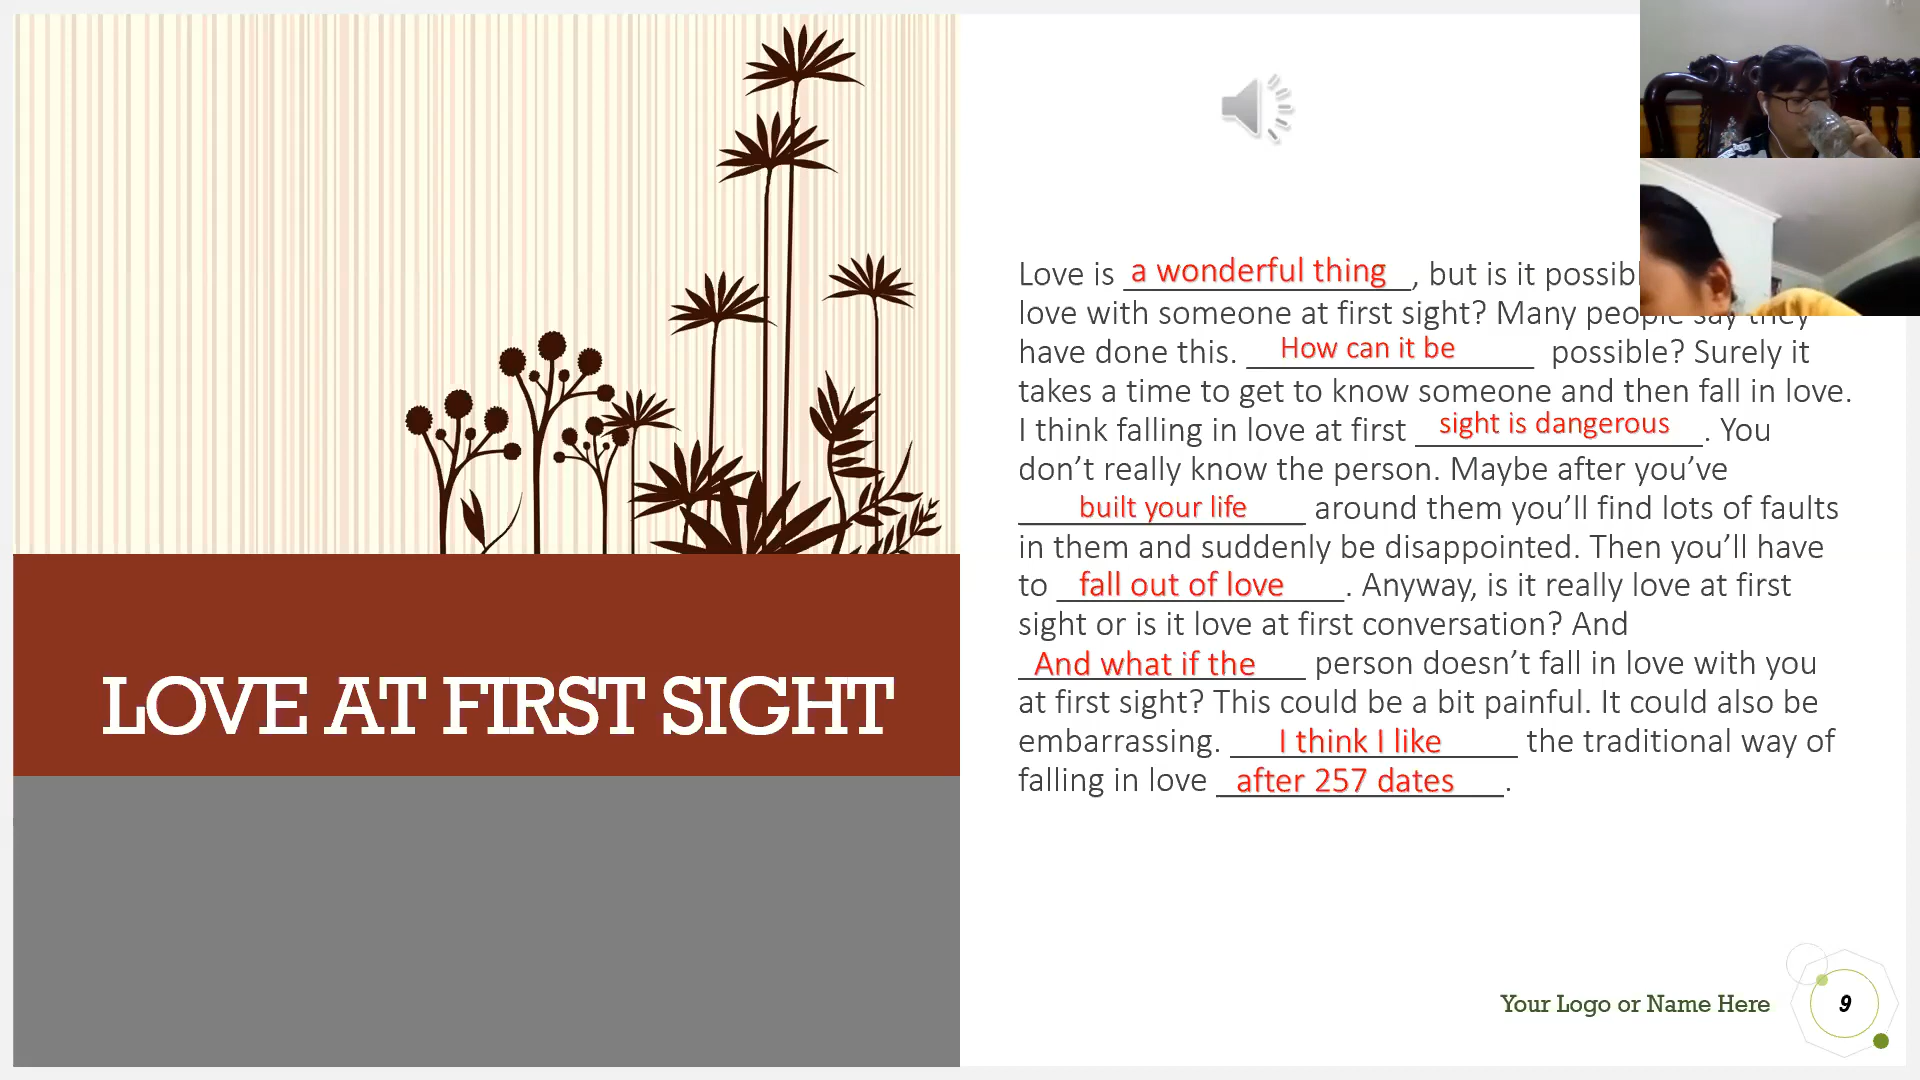 Love is a wonderful thing, but is it
love with someone at first sight? Many people say they
have done this. How can it be possible? Surely it
takes a time to get to know someone and then fall in love.
I think falling in love at first sight is dangerous. You
don’t really know the person. Maybe after you’ve
built your life around them you’ll find lots of faults
in them and suddenly be disappointed. Then you’ll have
to fall out of love. Anyway, is it really love at first
sight or is it love at first conversation? And
And what if the person doesn’t fall in love with you
at first sight? This could be a bit painful. It could also be
embarrassing. I think I like the traditional way of
falling in love after 257 dates.
LOVE AT FIRST SIGHT
Your Logo or Name Here
9